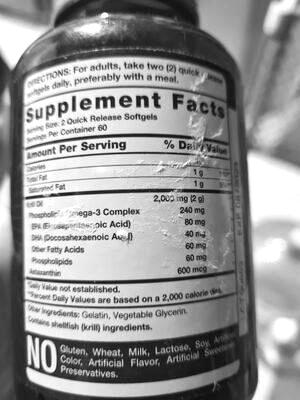 DIRECTIONS: For adults, take two (2) quick release
softgels daily, preferably with a meal.
Supplement Facts
Serving Size: 2 Quick Release Softgels
Servings Per Container 60
Amount Per Serving % Daily Value
Calories
Total Fat 1 g
Saturated Fat 1 g
Krill Oil 2,000 mg (2 g)
Phospholipid Omega-3 Complex 240 mg
EPA (Eicosapentaenoic Acid) 80 mg
DHA (Docosahexaenoic Acid) 40 mg
Other Fatty Acids 60 mg
Phospholipids 60 mg
Astaxanthin 600 mcg
*Daily Value not established.
**Percent Daily Values are based on a 2,000 calorie diet.
Other Ingredients: Gelatin, Vegetable Glycerin.
Contains shellfish (krill) ingredients.
NO Gluten, Wheat, Milk, Lactose, Soy, Artificial
Color, Artificial Flavor, Artificial Sweetener,
Preservatives.